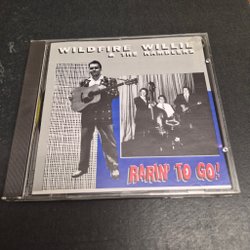 WILDFIRE WILLIE
& THE RAMBLERS
RARIN' TO GO!